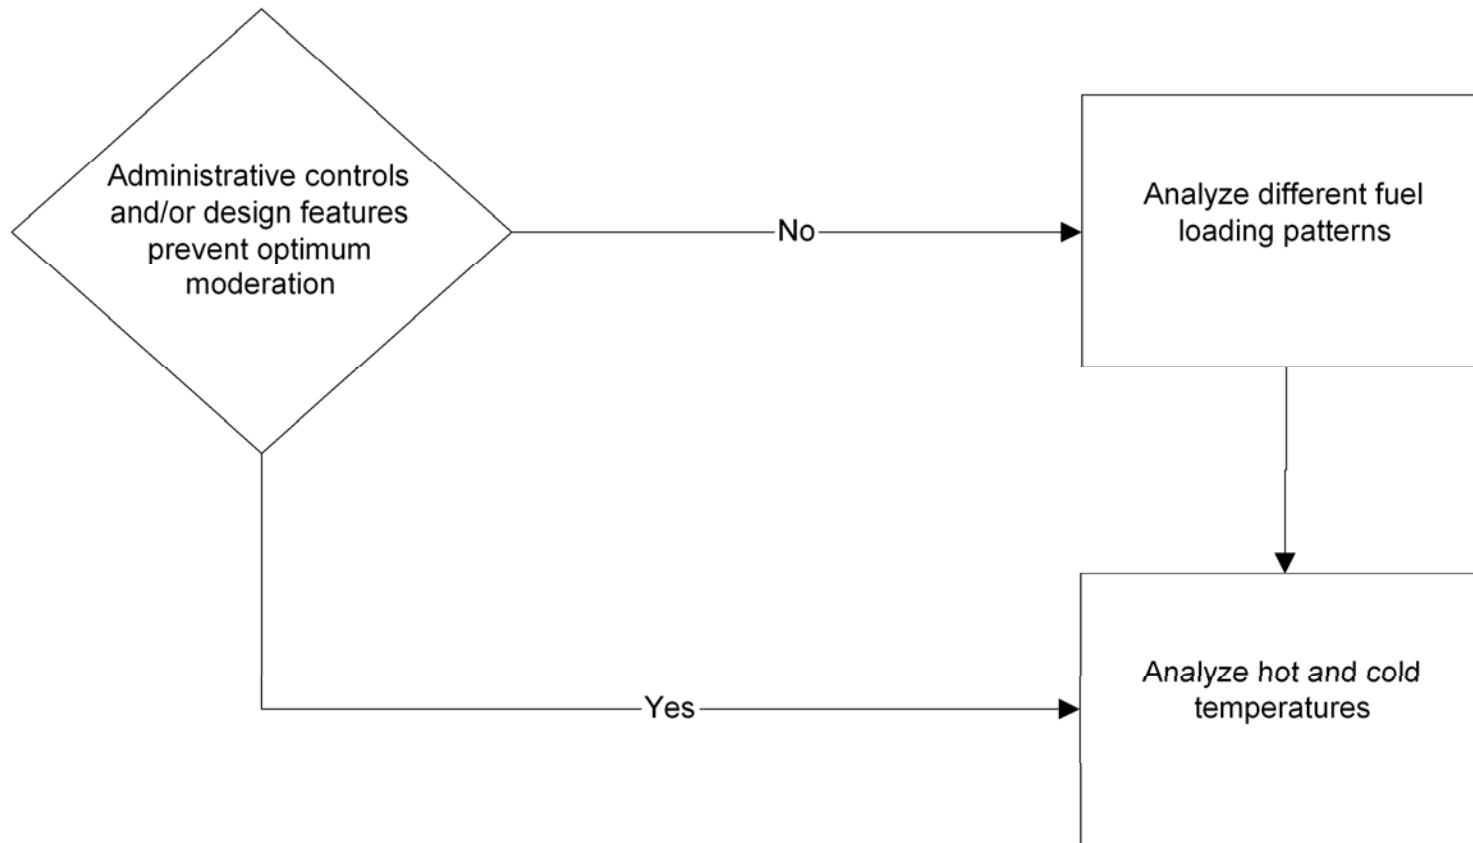 Administrative controls
and/or design features
prevent optimum
moderation
No
Analyze different fuel
loading patterns
Yes
Analyze hot and cold
temperatures